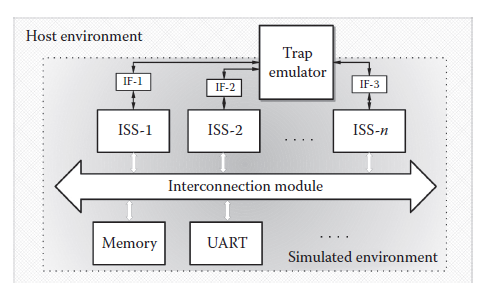 Host environment
Trap
emulator
IF-1
IF-2
IF-3
ISS-1
ISS-2
. . . .
ISS-n
Interconnection module
Memory
UART
. . . .
Simulated environment